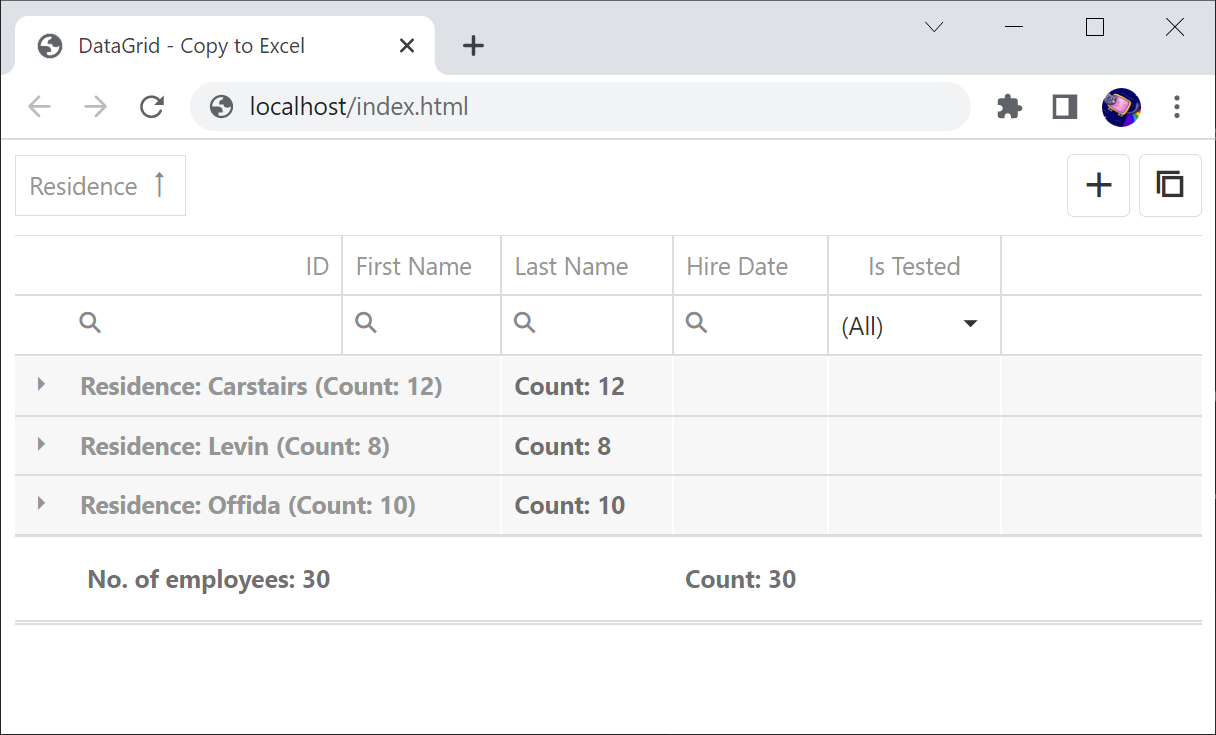 DataGrid - Copy to Excel
localhost/index.html
Residence ↑
ID First Name Last Name Hire Date Is Tested
(All)
Residence: Carstairs (Count: 12) Count: 12
Residence: Levin (Count: 8) Count: 8
Residence: Offida (Count: 10) Count: 10
No. of employees: 30 Count: 30